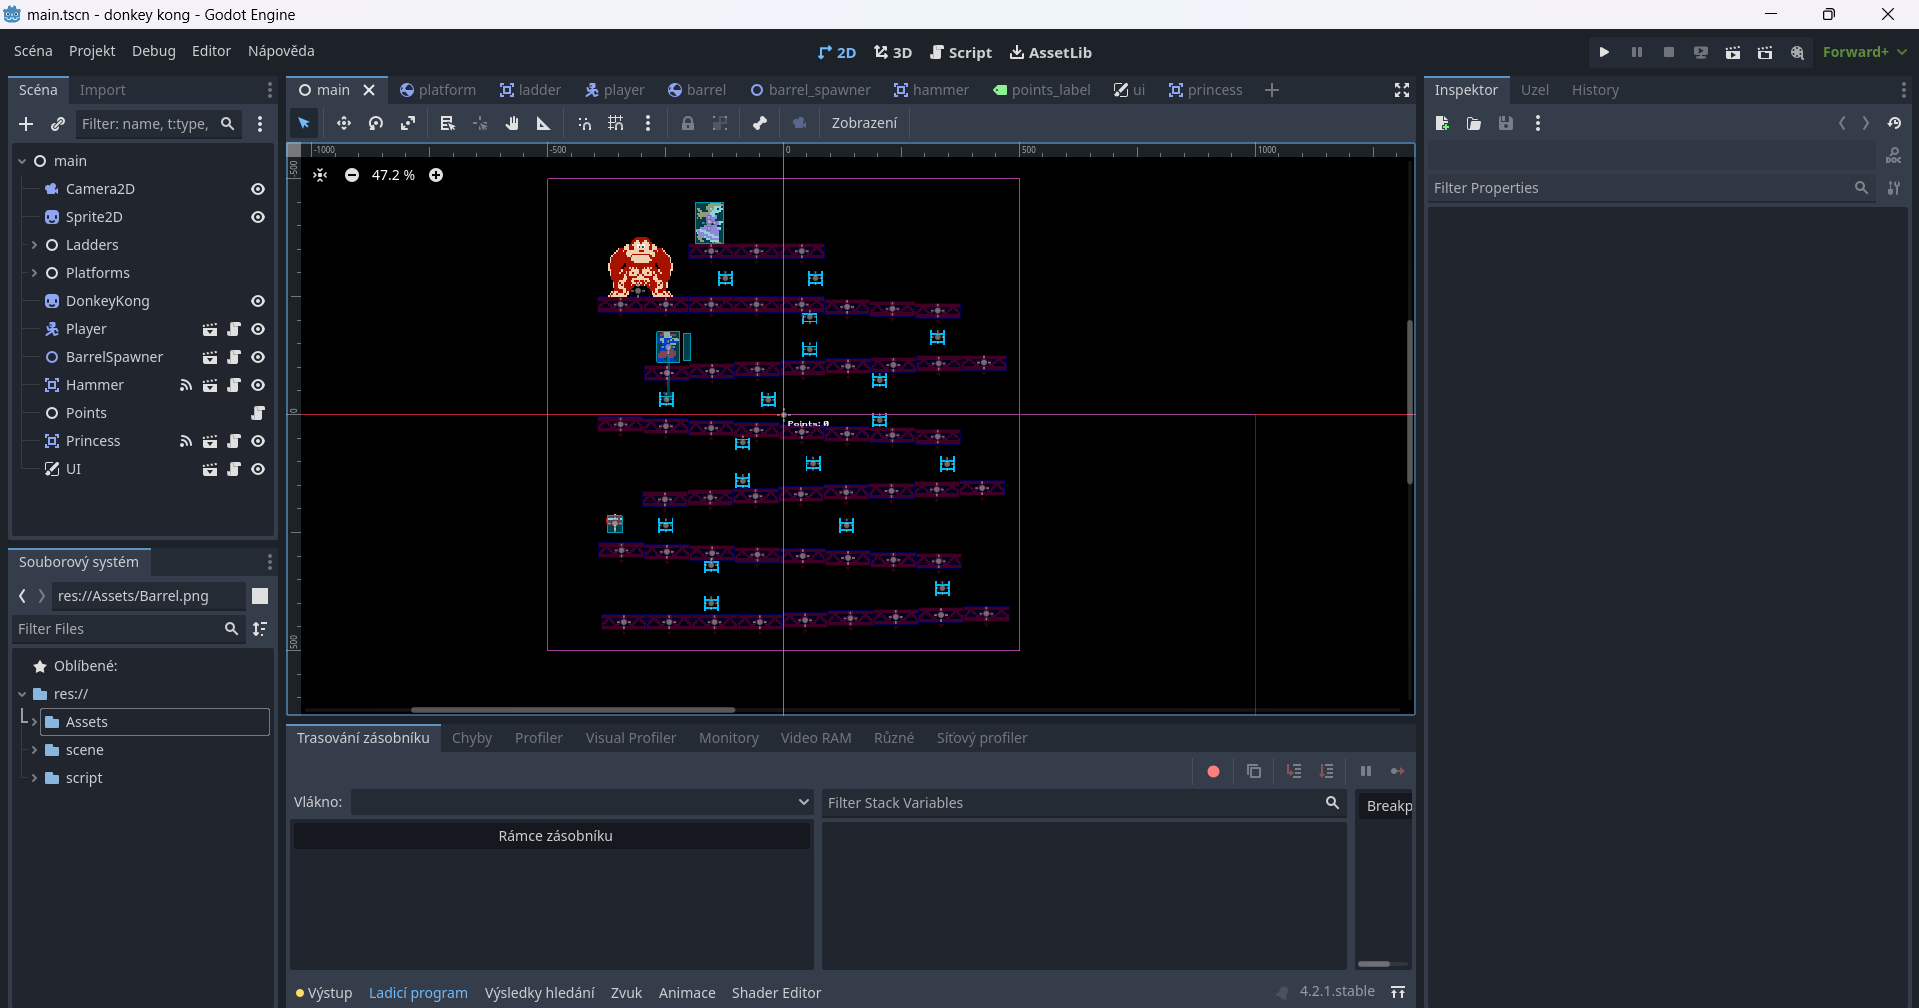 main.tscn - donkey kong - Godot Engine
Scéna Projekt Debug Editor Nápověda
2D 3D Script AssetLib
Forward+
Scéna Import
main platform ladder player barrel barrel_spawner hammer points_label ui princess
Inspektor Uzel History
Filter: name, t:type,
Zobrazení
main
Camera2D
Sprite2D
Ladders
Platforms
DonkeyKong
Player
BarrelSpawner
Hammer
Points
Princess
UI
-1000 -500 0 500 1000
-500
0
500
47.2 %
Points: 0
DOC
Filter Properties
Souborový systém
res://Assets/Barrel.png
Filter Files
Oblíbené:
res://
Assets
scene
script
Trasování zásobníku Chyby Profiler Visual Profiler Monitory Video RAM Různé Síťový profiler
Vlákno:
Filter Stack Variables
Breakp
Rámce zásobníku
Výstup Ladicí program Výsledky hledání Zvuk Animace Shader Editor
4.2.1.stable